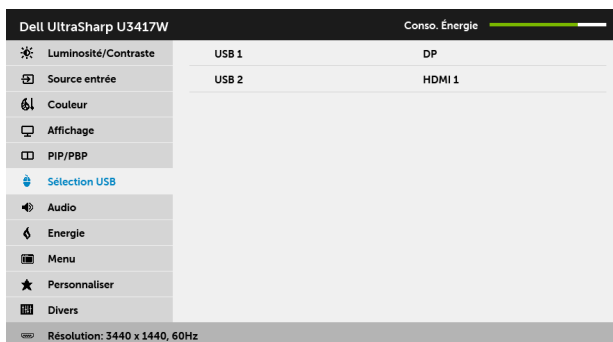 Dell UltraSharp U3417W Conso. Énergie
Luminosité/Contraste USB 1 DP
Source entrée USB 2 HDMI 1
Couleur
Affichage
PIP/PBP
Sélection USB
Audio
Energie
Menu
Personnaliser
Divers
Résolution: 3440 x 1440, 60Hz